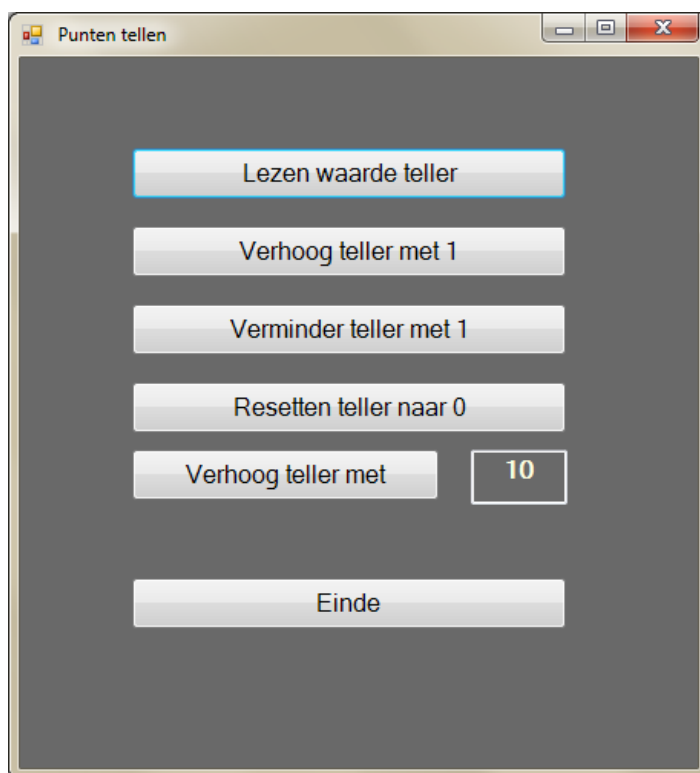 Punten tellen
Lezen waarde teller
Verhoog teller met 1
Verminder teller met 1
Resetten teller naar 0
Verhoog teller met 10
Einde